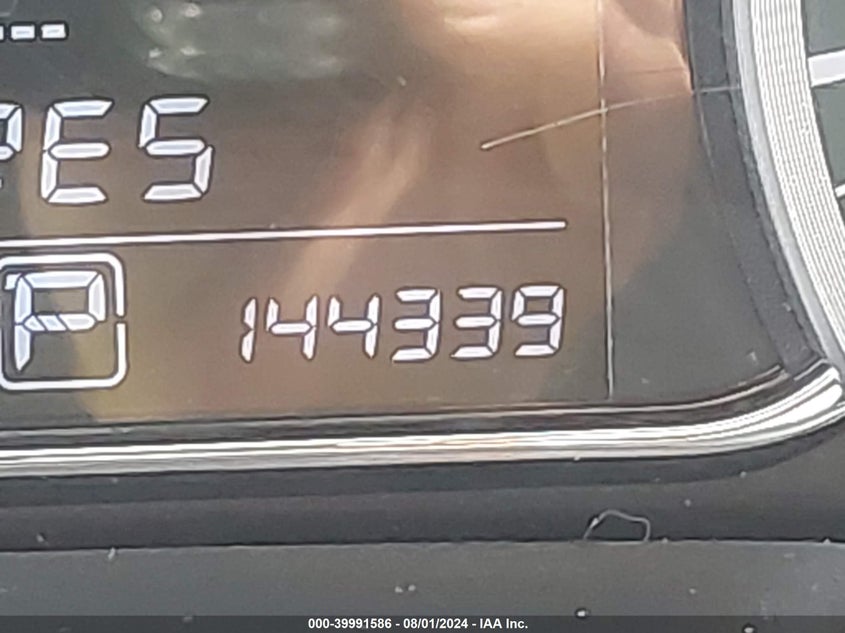 ---
PES
P 144339
000-39991586 - 08/01/2024 - IAA Inc.